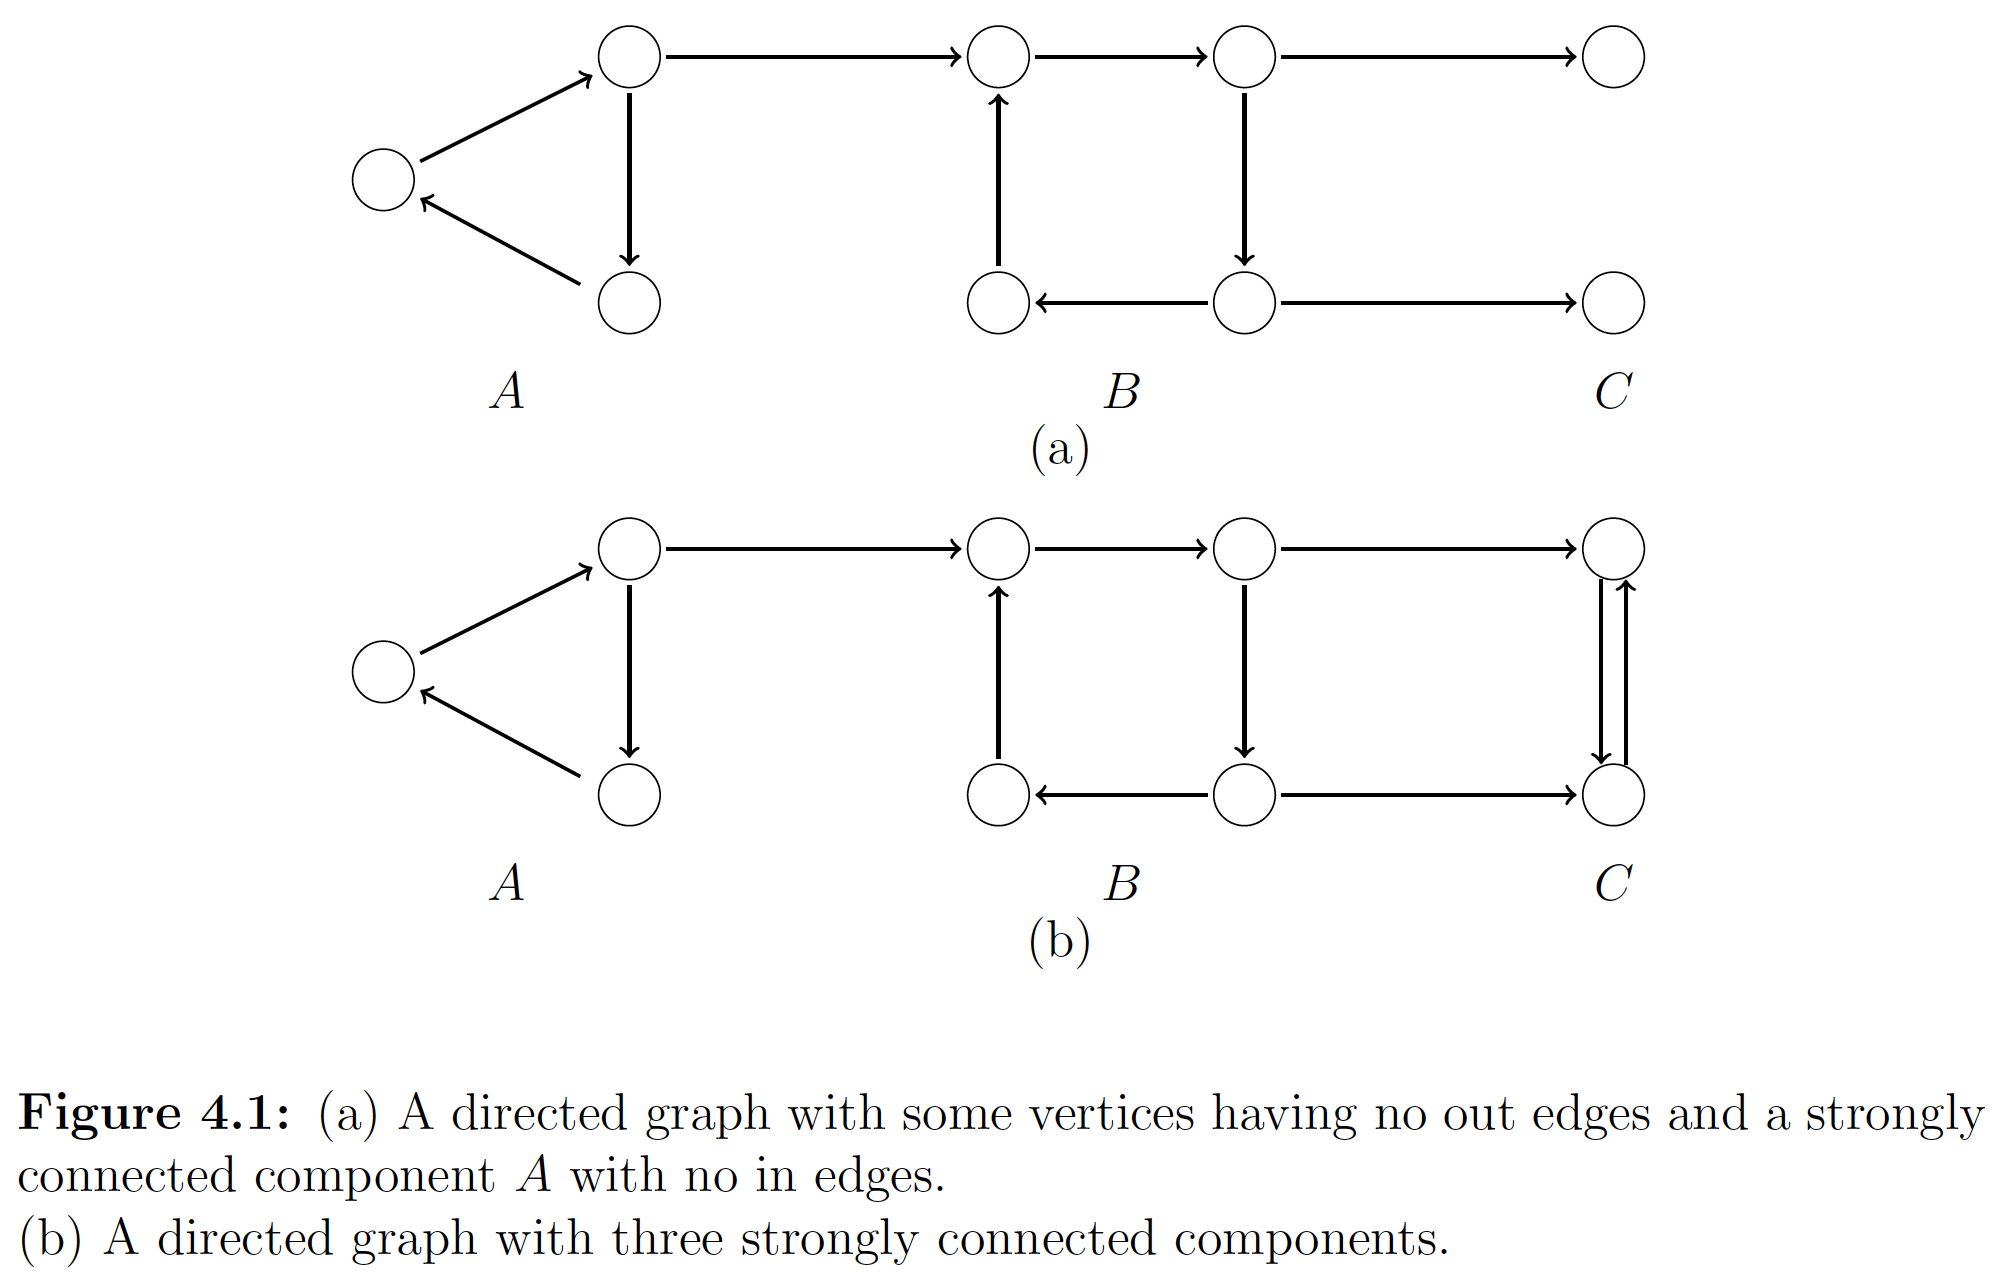 A B C
(a)
A B C
(b)
Figure 4.1: (a) A directed graph with some vertices having no out edges and a strongly
connected component A with no in edges.
(b) A directed graph with three strongly connected components.